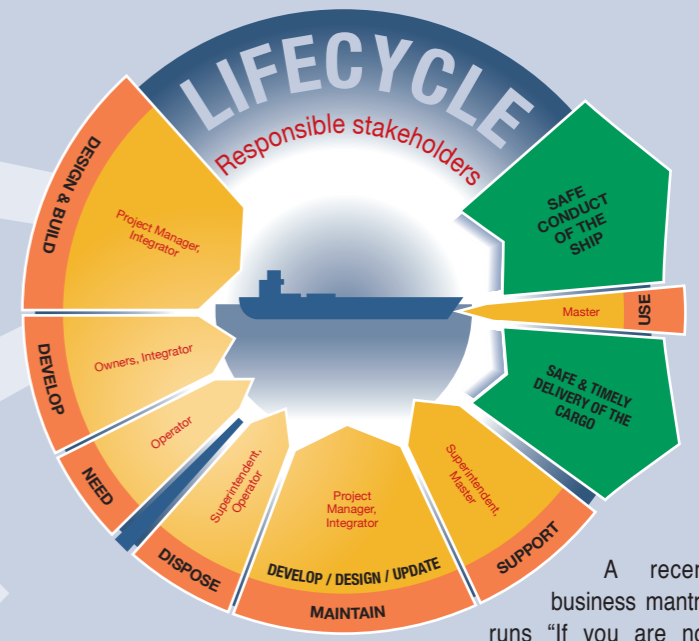 LIFECYCLE
Responsible stakeholders
DESIGN & BUILD
Project Manager,
Integrator
SAFE
CONDUCT
OF THE
SHIP
Master
USE
DEVELOP
Owners, Integrator
SAFE & TIMELY
DELIVERY OF THE
CARGO
NEED
Operator
DISPOSE
Superintendent,
Operator
Project
Manager,
Integrator
DEVELOP / DESIGN / UPDATE
MAINTAIN
Superintendent,
Master
SUPPORT
A
business
runs “If you are